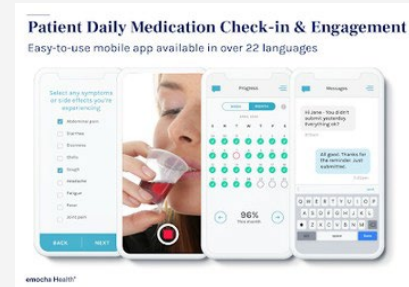 Patient Daily Medication Check-in & Engagement
Easy-to-use mobile app available in over 22 languages
Select any symptoms
or side effects you're
experiencing
Abdominal pain
Diarrhea
Dizziness
Cough
Headache
Fatigue
Fever
Joint pain
BACK
NEXT
Progress
96%
This month
Messages
Hi Jane - You didn't
submit yesterday.
Everything ok?
All good. Thanks for
the reminder. Just
submitted.
Q W E R T Y U I O P
A S D F G H J K L
Z X C V B N M
emocha Health